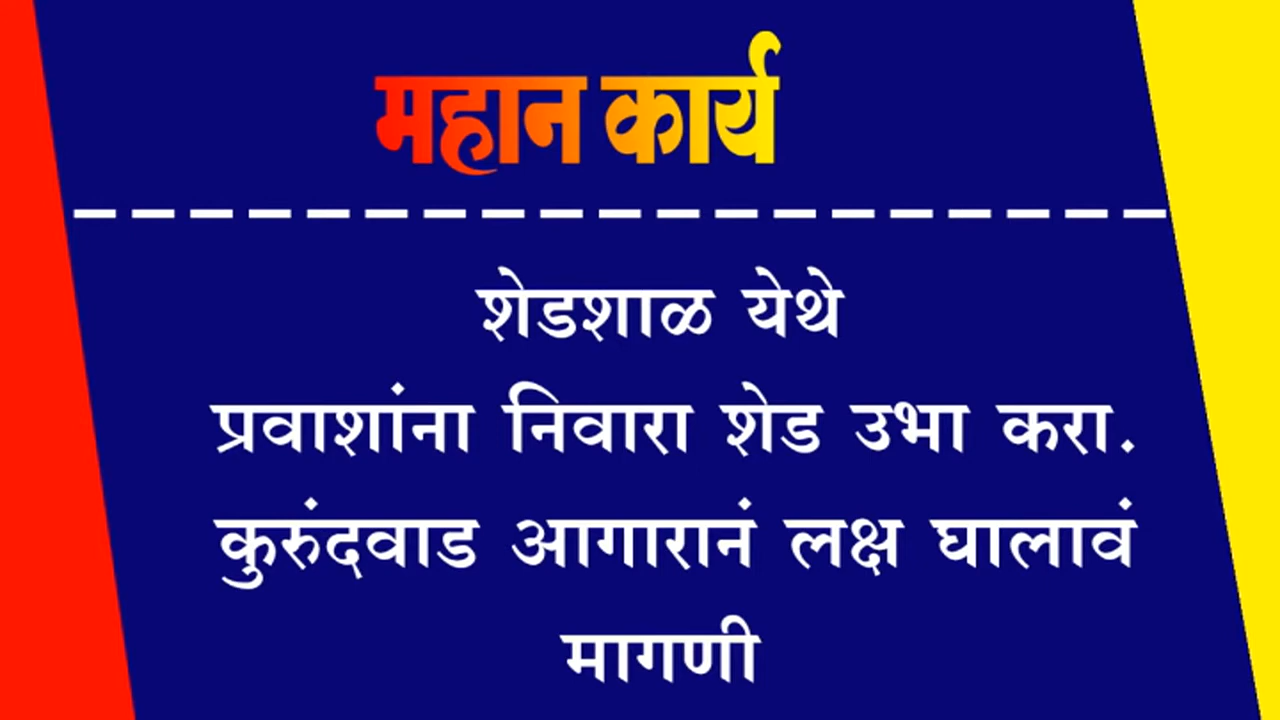 महान कार्य
शेडशाळ येथे
प्रवाशांना निवारा शेड उभा करा.
कुरुंदवाड आगारानं लक्ष घालावं
मागणी